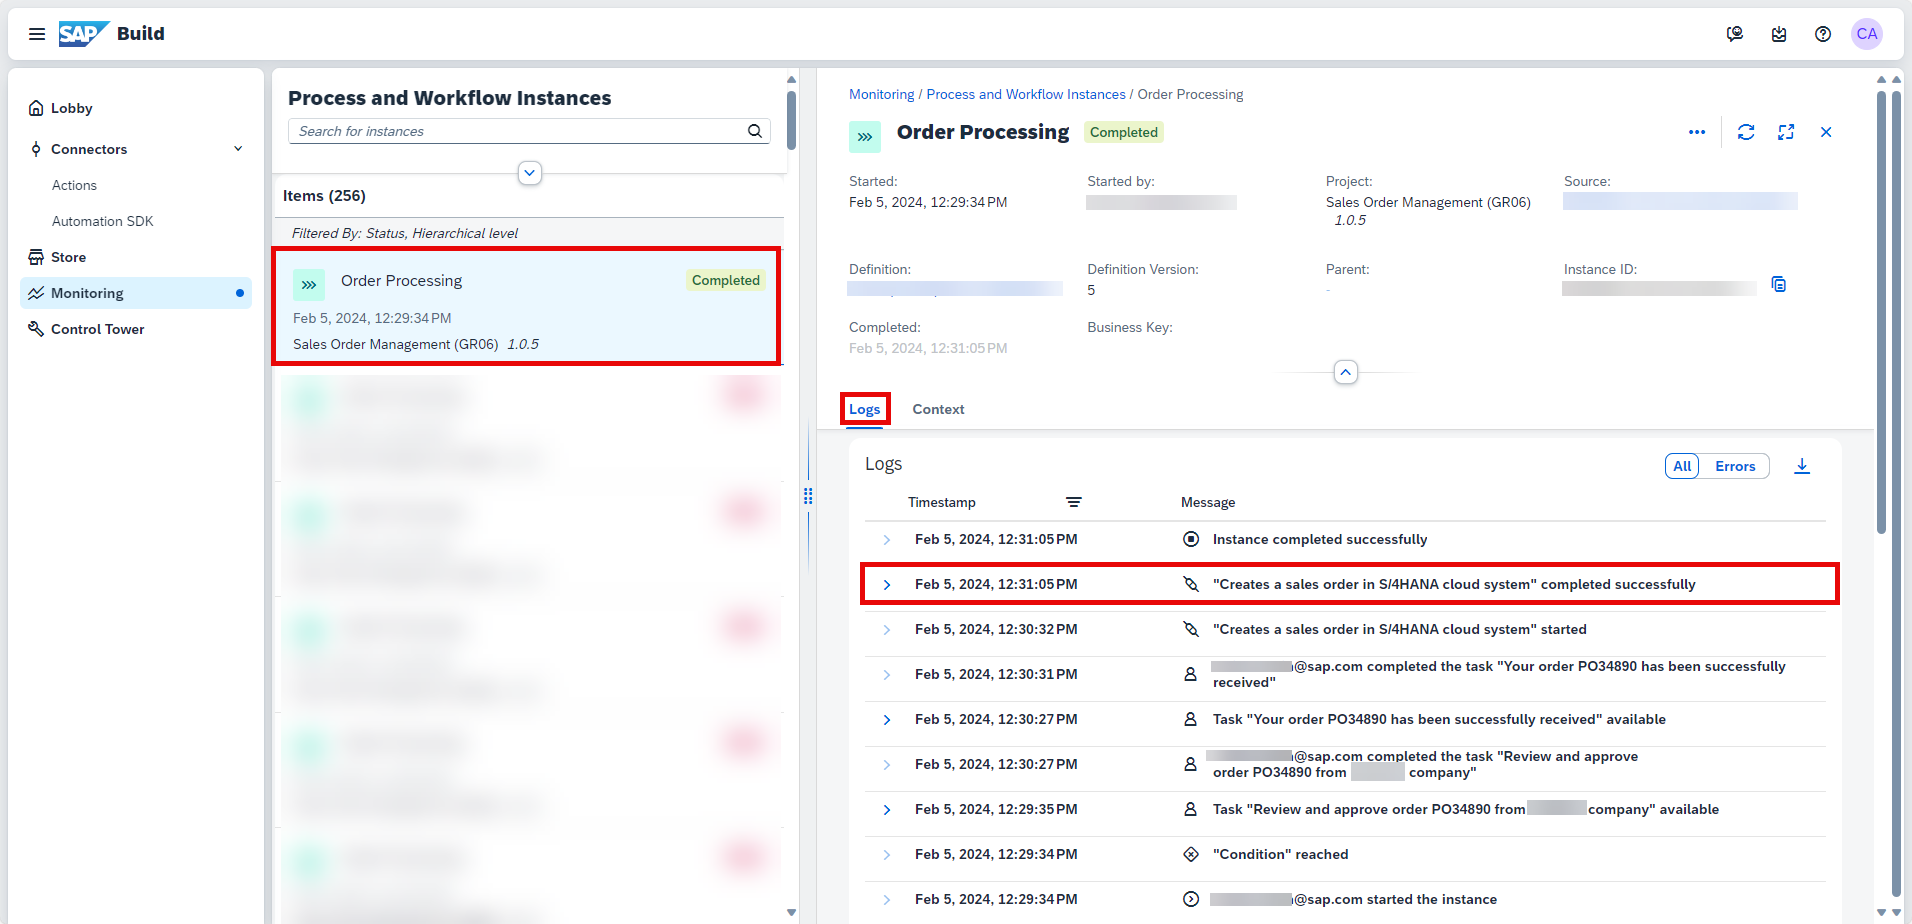 SAP Build
CA
Lobby
Connectors
Actions
Automation SDK
Store
Monitoring
Control Tower
Process and Workflow Instances
Search for instances
Items (256)
Filtered By: Status, Hierarchical level
Order Processing
Completed
Feb 5, 2024, 12:29:34 PM
Sales Order Management (GR06) 1.0.5
Monitoring / Process and Workflow Instances / Order Processing
Order Processing Completed
Started:
Feb 5, 2024, 12:29:34 PM
Started by:
Project:
Sales Order Management (GR06)
1.0.5
Source:
Definition:
Definition Version:
5
Parent:
-
Instance ID:
Completed:
Feb 5, 2024, 12:31:05 PM
Business Key:
Logs Context
Logs
All Errors
Timestamp Message
Feb 5, 2024, 12:31:05 PM Instance completed successfully
Feb 5, 2024, 12:31:05 PM "Creates a sales order in S/4HANA cloud system" completed successfully
Feb 5, 2024, 12:30:32 PM "Creates a sales order in S/4HANA cloud system" started
Feb 5, 2024, 12:30:31 PM @sap.com completed the task "Your order PO34890 has been successfully
received"
Feb 5, 2024, 12:30:27 PM Task "Your order PO34890 has been successfully received" available
Feb 5, 2024, 12:30:27 PM @sap.com completed the task "Review and approve
order PO34890 from company"
Feb 5, 2024, 12:29:35 PM Task "Review and approve order PO34890 from company" available
Feb 5, 2024, 12:29:34 PM "Condition" reached
Feb 5, 2024, 12:29:34 PM @sap.com started the instance